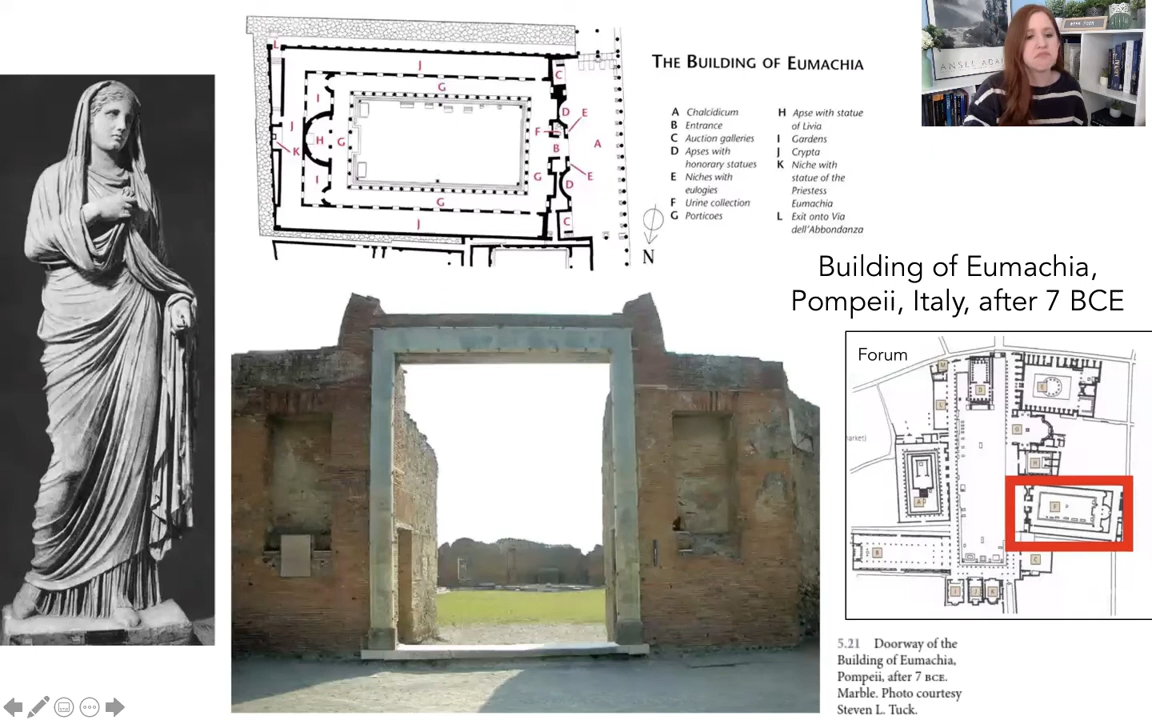 THE BUILDING OF EUMACHIA
A Chalcidicum
B Entrance
C Auction galleries
D Apses with
honorary statues
E Niches with
eulogies
F Urine collection
G Porticoes
H Apse with statue
of Livia
I Gardens
J Crypta
K Niche with
statue of the
Priestess
Eumachia
L Exit onto Via
dell'Abbondanza
L
J
C
G
I
D
E
F
J
H
G
B
A
K
G
E
I
D
G
C
J
N
Building of Eumachia,
Pompeii, Italy, after 7 BCE
Forum
5.21 Doorway of the
Building of Eumachia,
Pompeii, after 7 BCE.
Marble. Photo courtesy
Steven L. Tuck.
ANSEL ADA